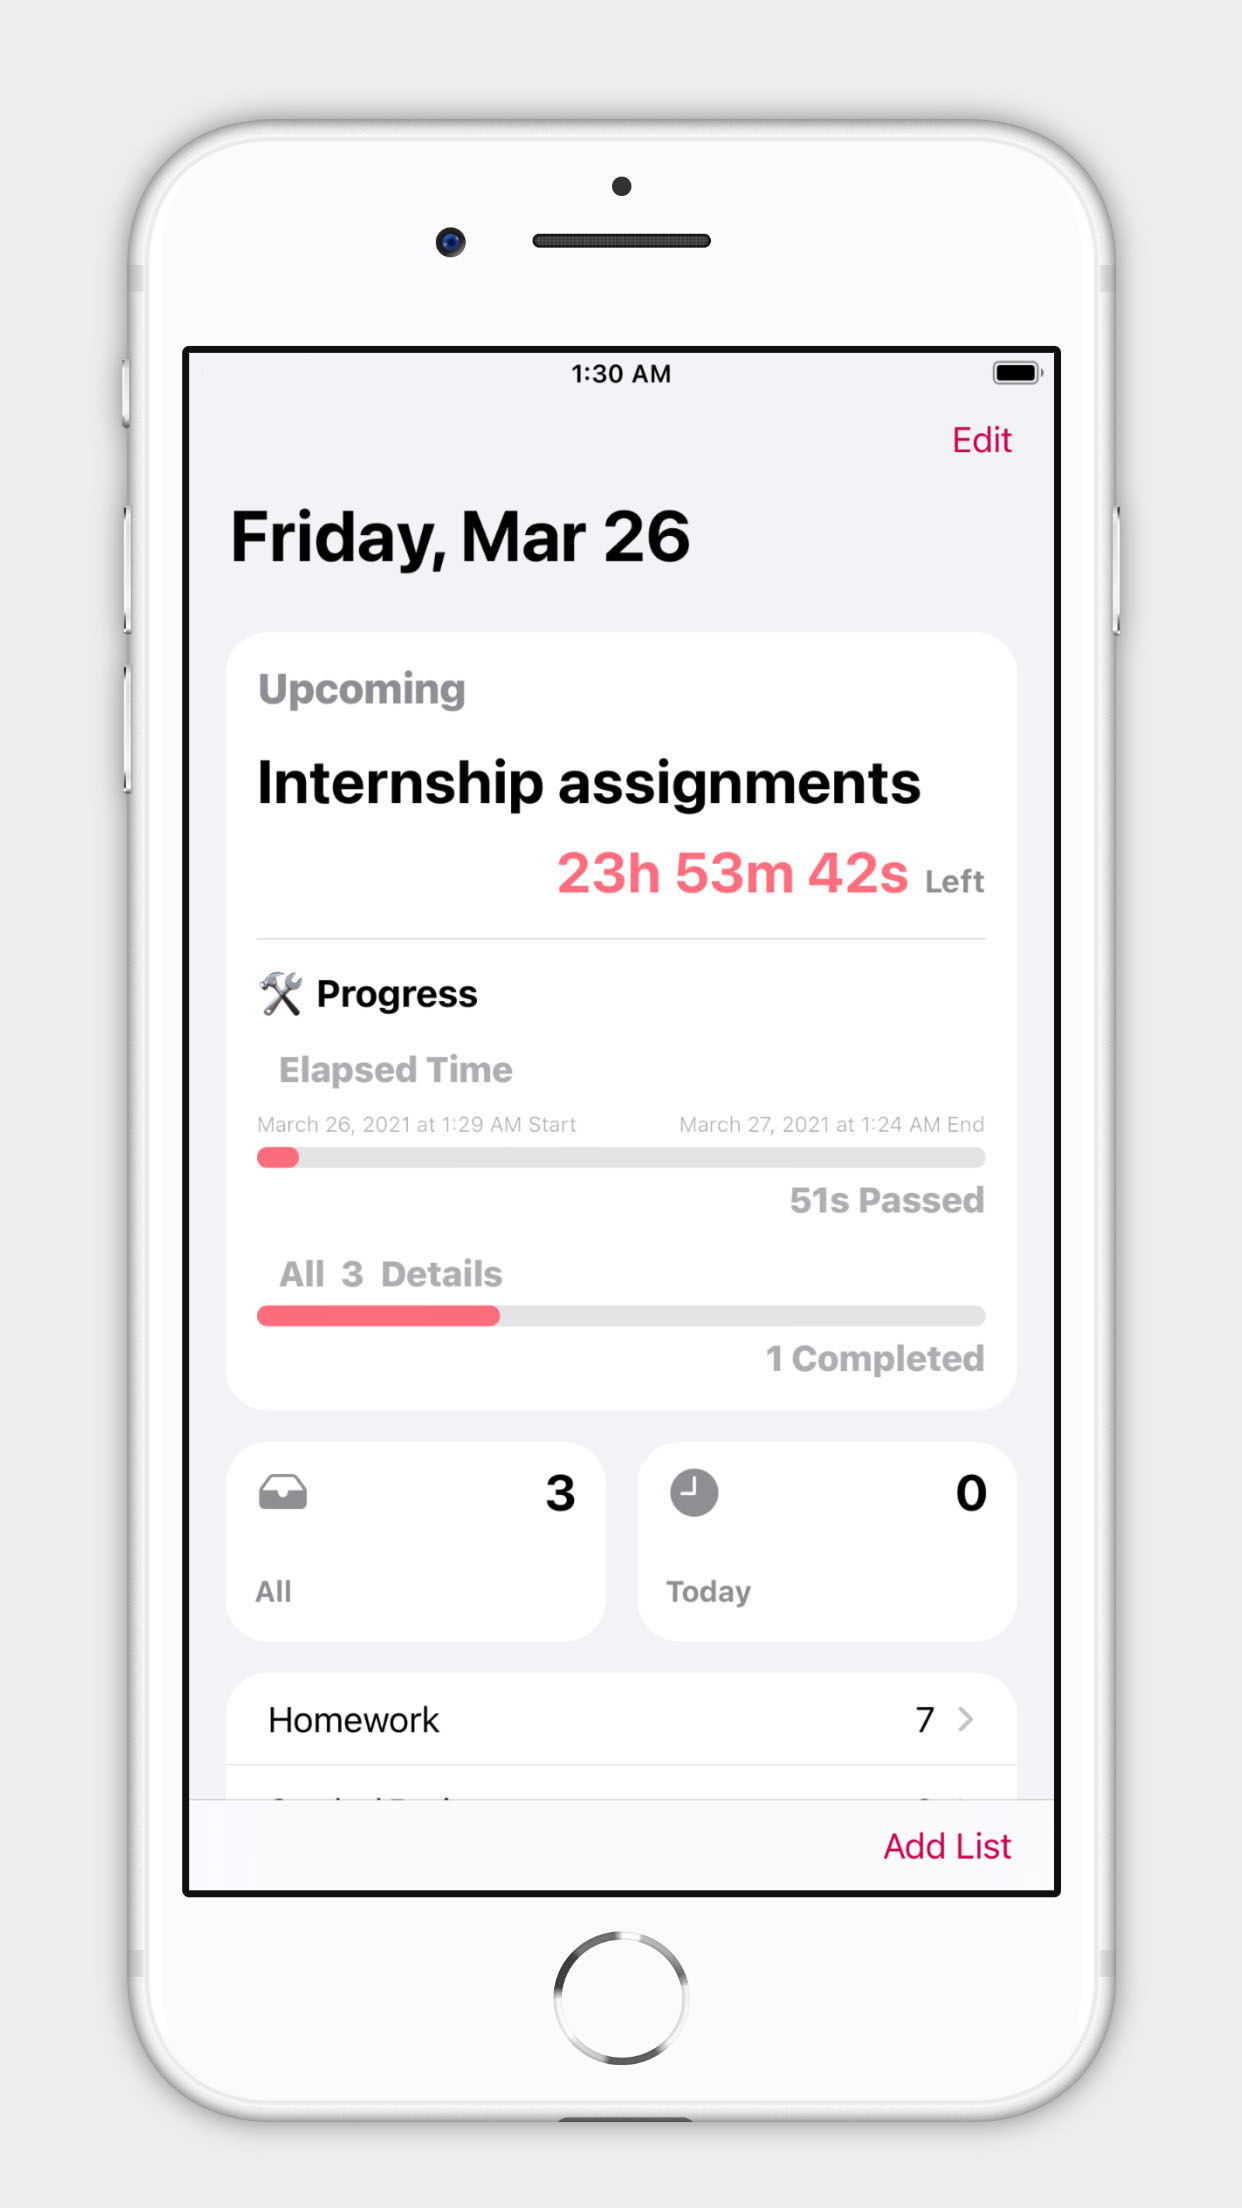 1:30 AM
Edit
Friday, Mar 26
Upcoming
Internship assignments
23h 53m 42s Left
Progress
Elapsed Time
March 26, 2021 at 1:29 AM Start
March 27, 2021 at 1:24 AM End
51s Passed
All 3 Details
1 Completed
3
All
0
Today
Homework 7
Add List